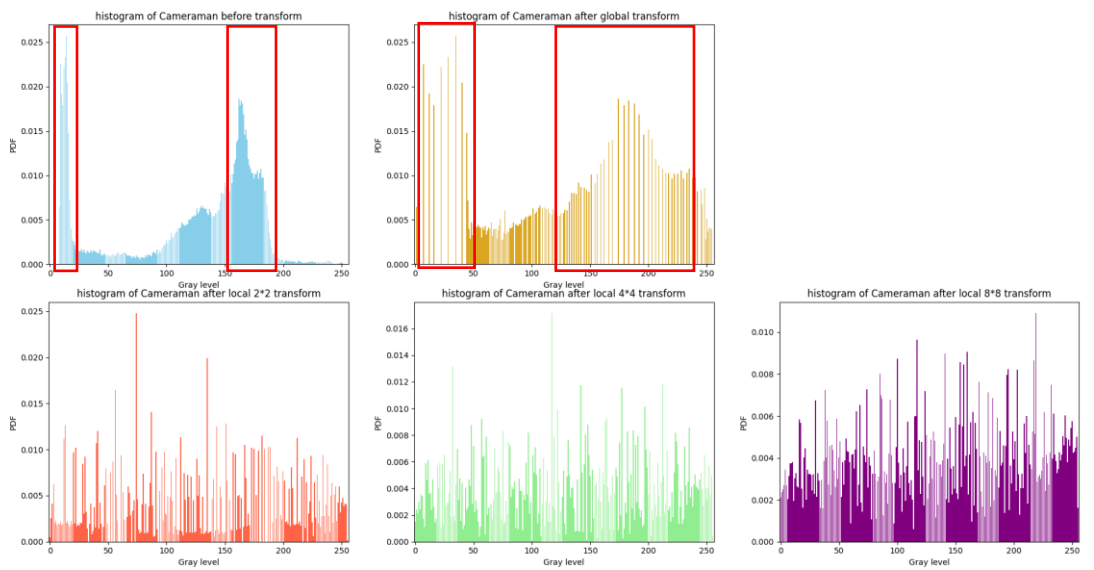 histogram of Cameraman before transform
PDF
0.025
0.020
0.015
0.010
0.005
0.000
0 50 100 150 200 250
Gray level
histogram of Cameraman after global transform
PDF
0.025
0.020
0.015
0.010
0.005
0.000
0 50 100 150 200 250
Gray level
histogram of Cameraman after local 2*2 transform
PDF
0.025
0.020
0.015
0.010
0.005
0.000
0 50 100 150 200 250
Gray level
histogram of Cameraman after local 4*4 transform
PDF
0.016
0.014
0.012
0.010
0.008
0.006
0.004
0.002
0.000
0 50 100 150 200 250
Gray level
histogram of Cameraman after local 8*8 transform
PDF
0.010
0.008
0.006
0.004
0.002
0.000
0 50 100 150 200 250
Gray level